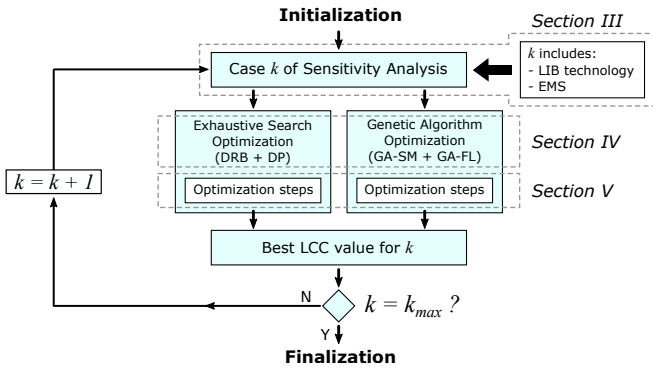 Initialization
Section III
Case k of Sensitivity Analysis
k includes:
- LIB technology
- EMS
Exhaustive Search
Optimization
(DRB + DP)
Genetic Algorithm
Optimization
(GA-SM + GA-FL)
Section IV
k = k + 1
Optimization steps
Optimization steps
Section V
Best LCC value for k
N
k = kmax ?
Y
Finalization